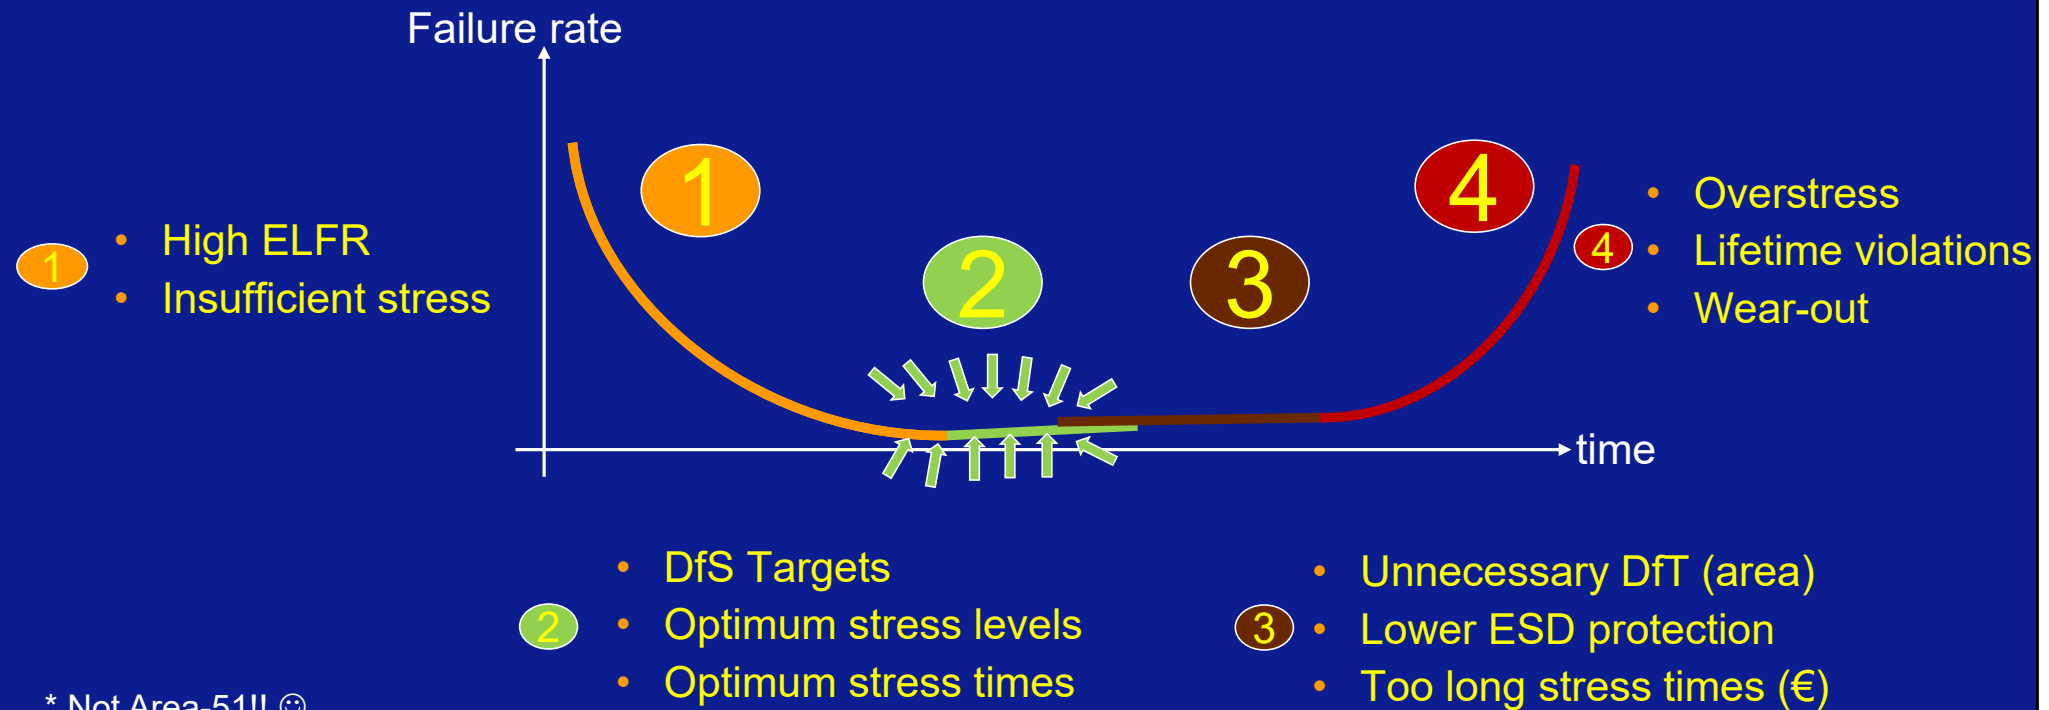 Failure rate
1
4
• Overstress
• High ELFR
2
3
4
• Lifetime violations
1
• Insufficient stress
• Wear-out
time
• DfS Targets
• Unnecessary DfT (area)
2
• Optimum stress levels
3
• Lower ESD protection
• Optimum stress times
• Too long stress times (€)
* Not Area-51!! ☺